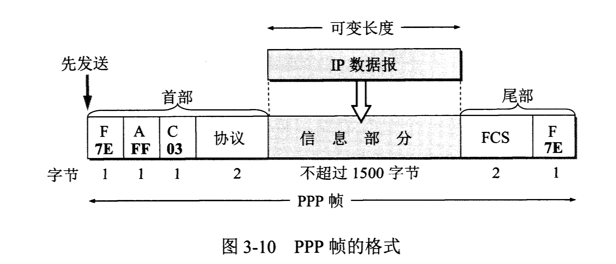 可变长度
先发送
IP 数据报
首部
尾部
F A C
7E FF 03
协议 信息部分 FCS
F
7E
字节 1 1 1 2 不超过 1500 字节 2 1
PPP 帧
图 3-10 PPP 帧的格式